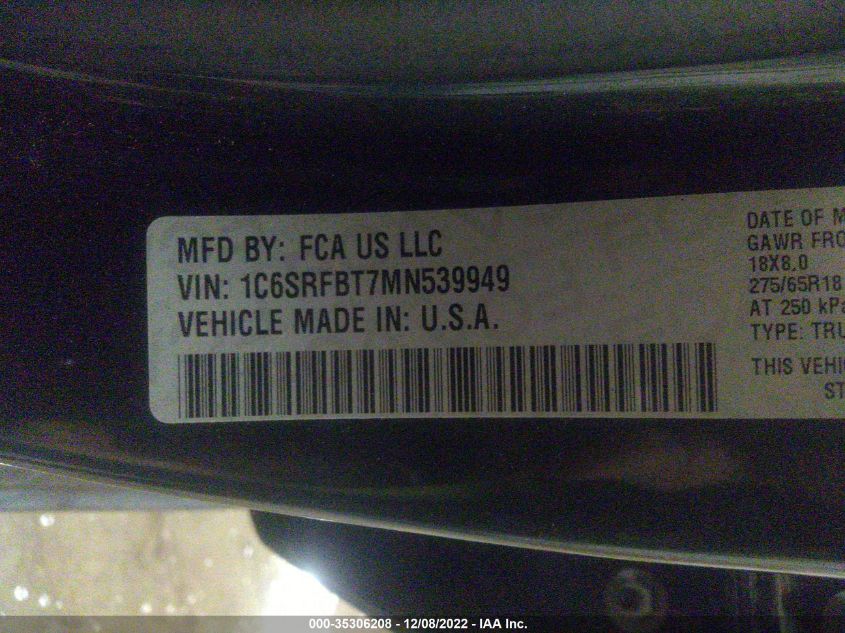 MFD BY: FCA US LLC
VIN: 1C6SRFBT7MN539949
VEHICLE MADE IN: U.S.A.
DATE OF M
GAWR FRO
18X8.0
275/65R18
AT 250 kPa
TYPE: TRU
THIS VEHI
ST
000-35306208 - 12/08/2022 - IAA Inc.